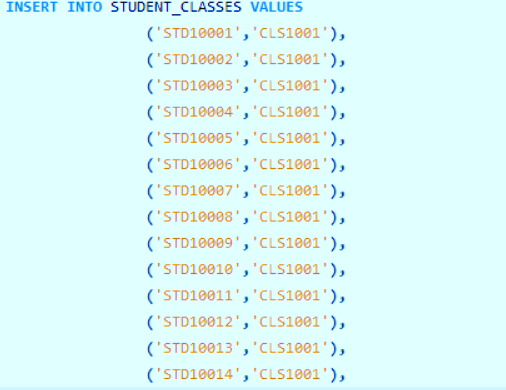 INSERT INTO STUDENT_CLASSES VALUES
('STD10001','CLS1001'),
('STD10002','CLS1001'),
('STD10003','CLS1001'),
('STD10004','CLS1001'),
('STD10005','CLS1001'),
('STD10006','CLS1001'),
('STD10007','CLS1001'),
('STD10008','CLS1001'),
('STD10009','CLS1001'),
('STD10010','CLS1001'),
('STD10011','CLS1001'),
('STD10012','CLS1001'),
('STD10013','CLS1001'),
('STD10014','CLS1001'),